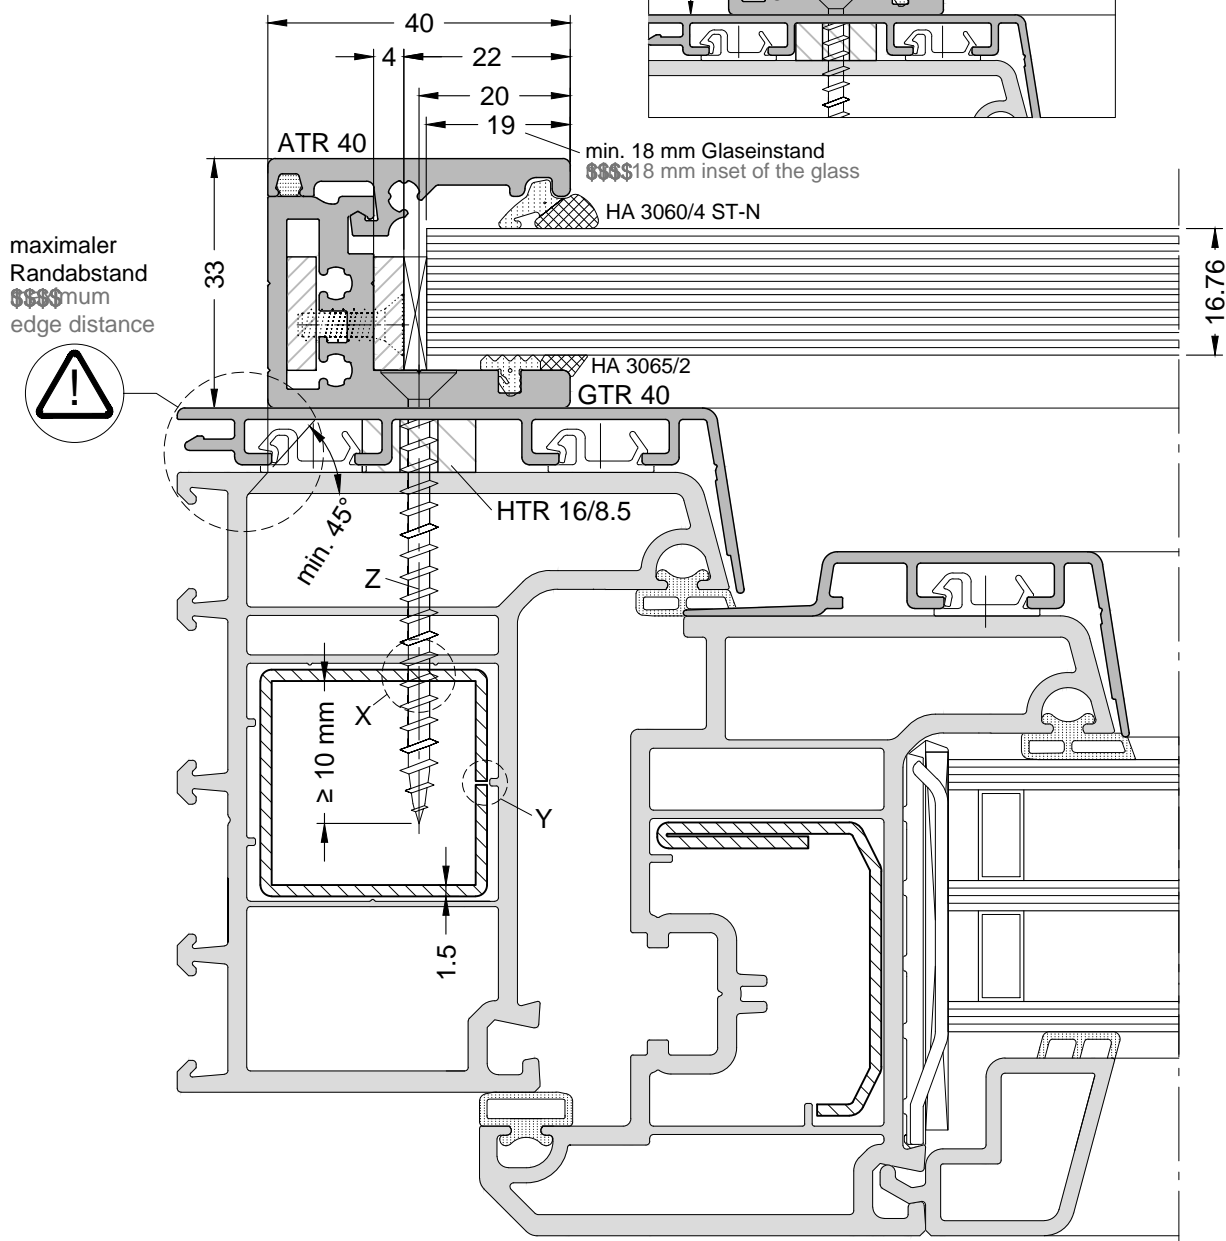 40
4
22
20
19
ATR 40
min. 18 mm Glaseinstand
$$$$18 mm inset of the glass
HA 3060/4 ST-N
maximaler
Randabstand
mum
edge distance
33
16.76
!
HA 3065/2
GTR 40
min. 45°
HTR 16/8.5
Z
X
≥ 10 mm
Y
1.5